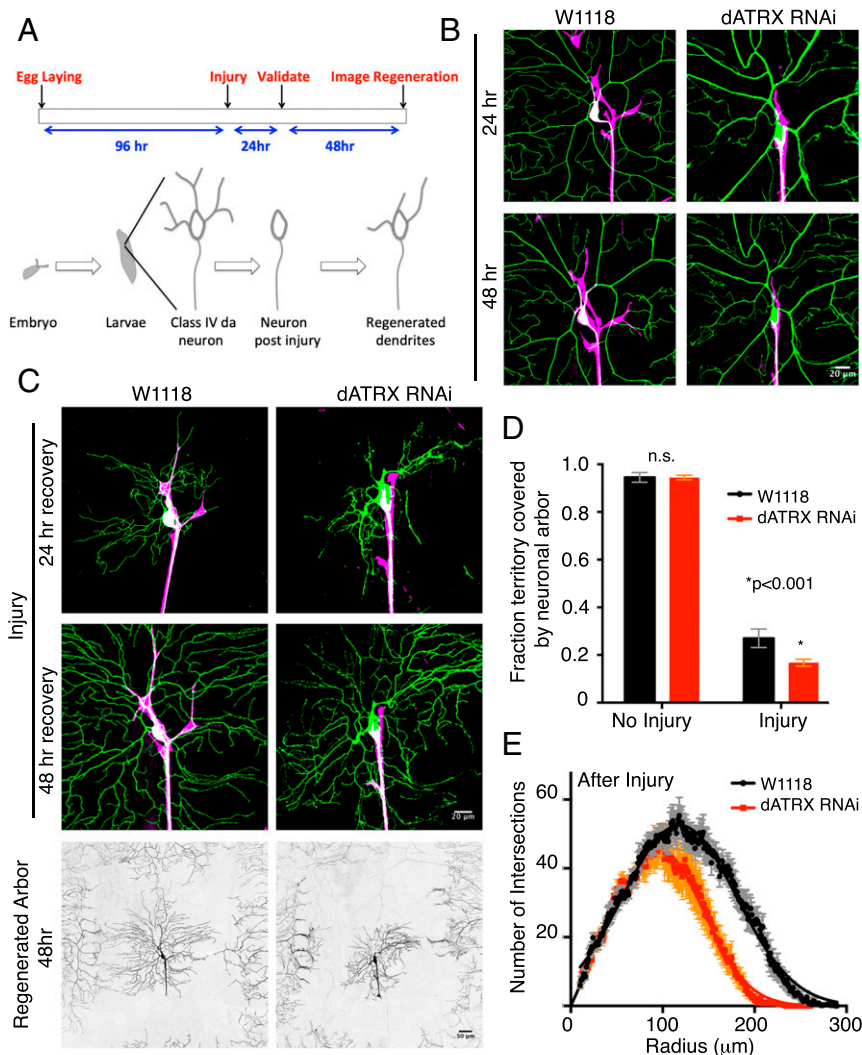 A
Egg Laying
Injury
Validate
Image Regeneration
96 hr
24hr
48hr
Embryo
Larvae
Class IV da
neuron
Neuron
post injury
Regenerated
dendrites
B
W1118
dATRX RNAi
24 hr
48 hr
20 μm
C
W1118
dATRX RNAi
Injury
24 hr recovery
48 hr recovery
20 μm
Regenerated Arbor
48hr
50 μm
D
Fraction territory covered
by neuronal arbor
1.0
0.8
0.6
0.4
0.2
0
n.s.
W1118
dATRX RNAi
*p<0.001
*
No Injury
Injury
E
After Injury
W1118
dATRX RNAi
Number of Intersections
60
40
20
0
100
200
300
Radius (μm)